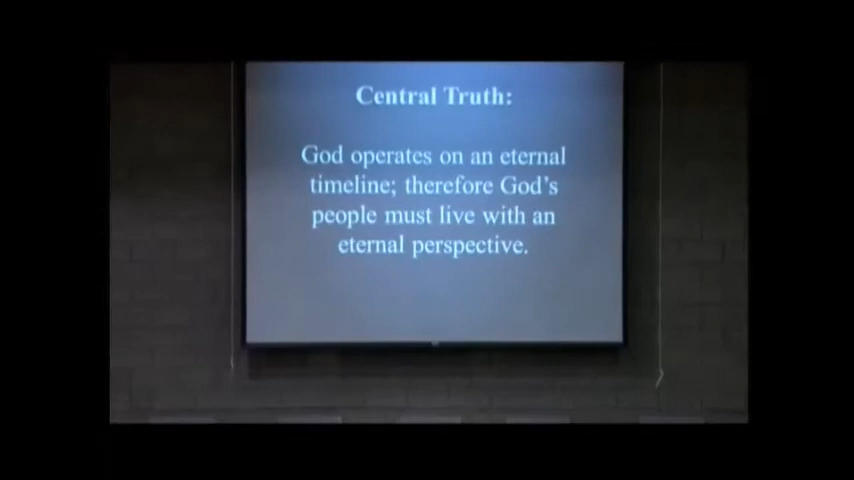 Central Truth:
God operates on an eternal
timeline; therefore God's
people must live with an
eternal perspective.